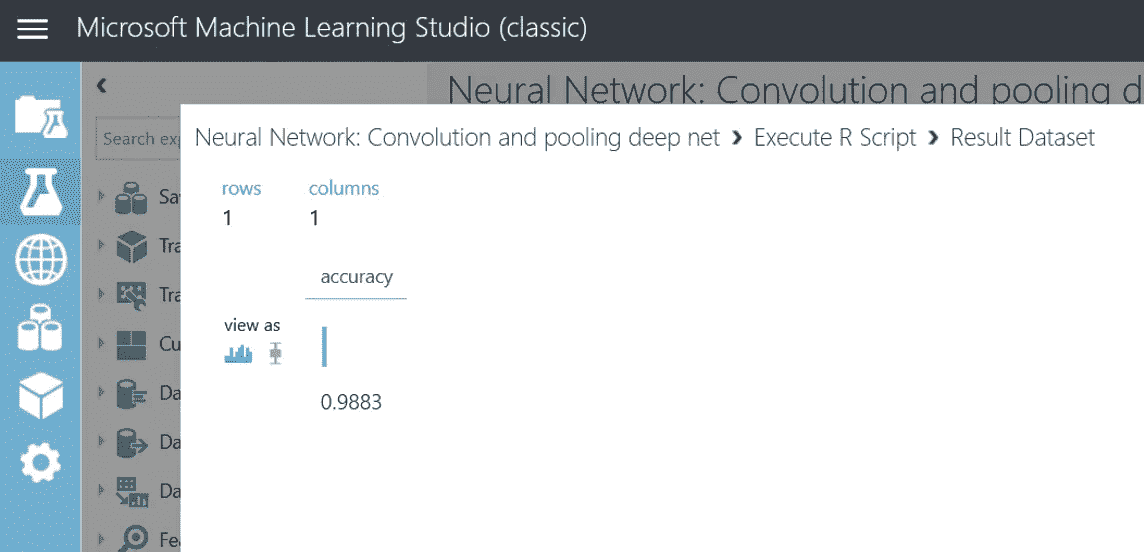 Microsoft Machine Learning Studio (classic)
Neural Network: Convolution and pooling d
Search exp
Neural Network: Convolution and pooling deep net › Execute R Script › Result Dataset
rows
columns
1
1
accuracy
view as
0.9883
Sa
Tra
Tra
Cu
Da
Da
Da
Fe